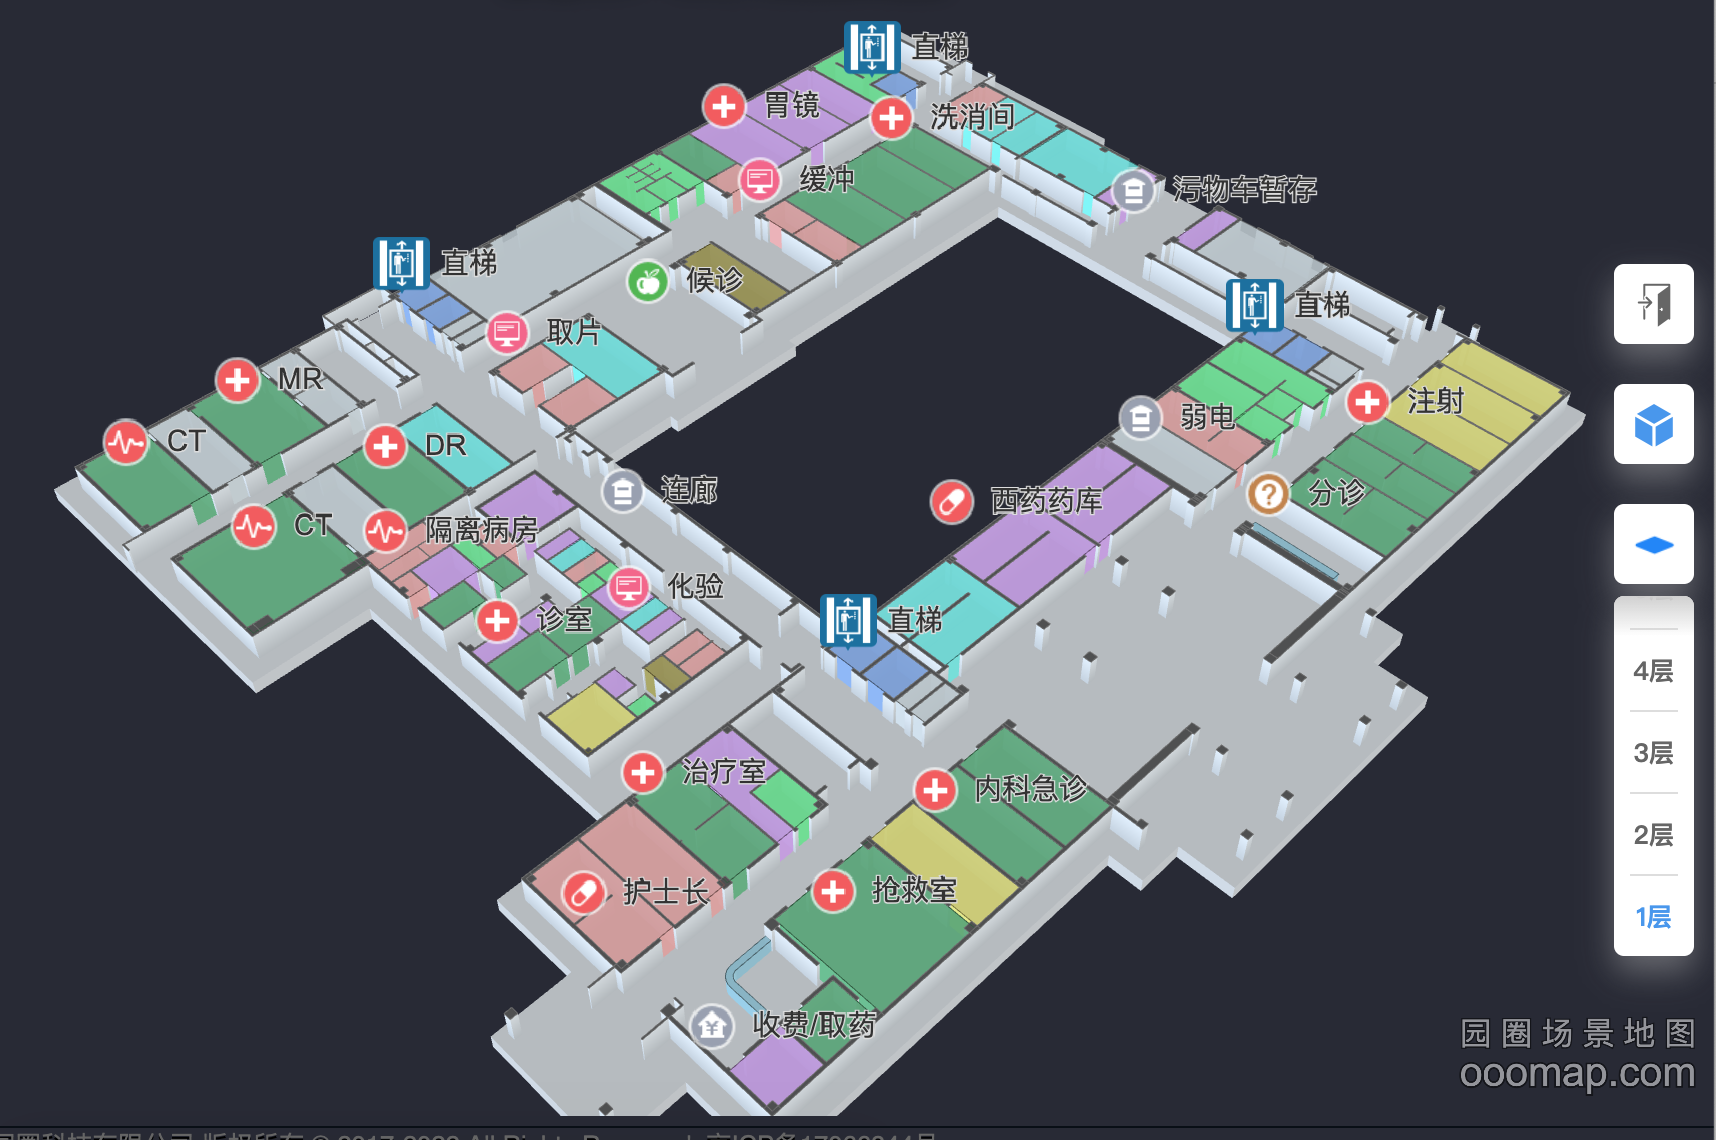 直梯
胃镜
洗消间
缓冲
污物车暂存
直梯
候诊
直梯
取片
MR
注射
弱电
CT
DR
连廊
西药药库
分诊
CT
隔离病房
化验
诊室
直梯
4层
3层
2层
1层
治疗室
内科急诊
护士长
抢救室
收费/取药
园圈场景地图
ooomap.com